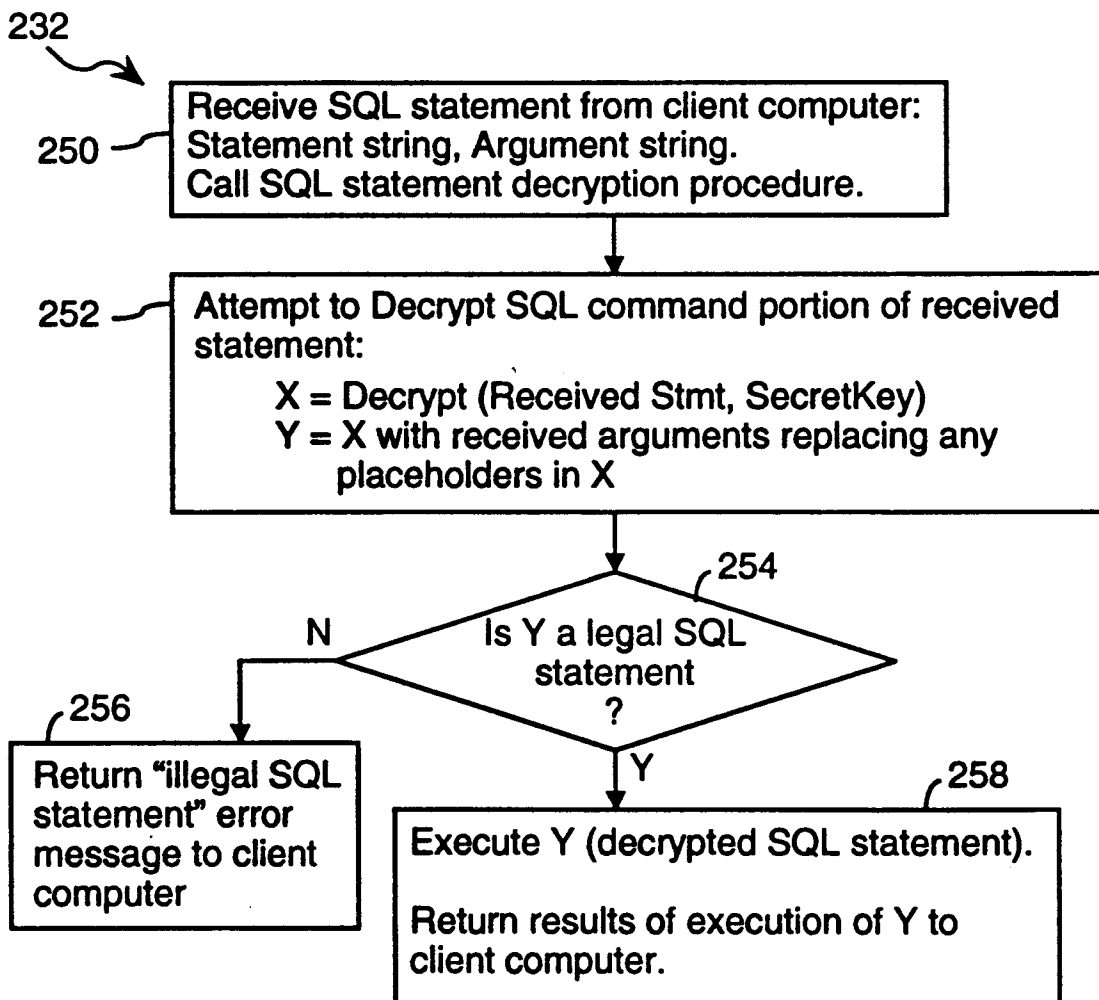 232
250
Receive SQL statement from client computer:
Statement string, Argument string.
Call SQL statement decryption procedure.
252
Attempt to Decrypt SQL command portion of received
statement:
X = Decrypt (Received Stmt, SecretKey)
Y = X with received arguments replacing any
placeholders in X
254
N
Is Y a legal SQL
statement
?
Y
256
Return “illegal SQL
statement” error
message to client
computer
258
Execute Y (decrypted SQL statement).
Return results of execution of Y to
client computer.